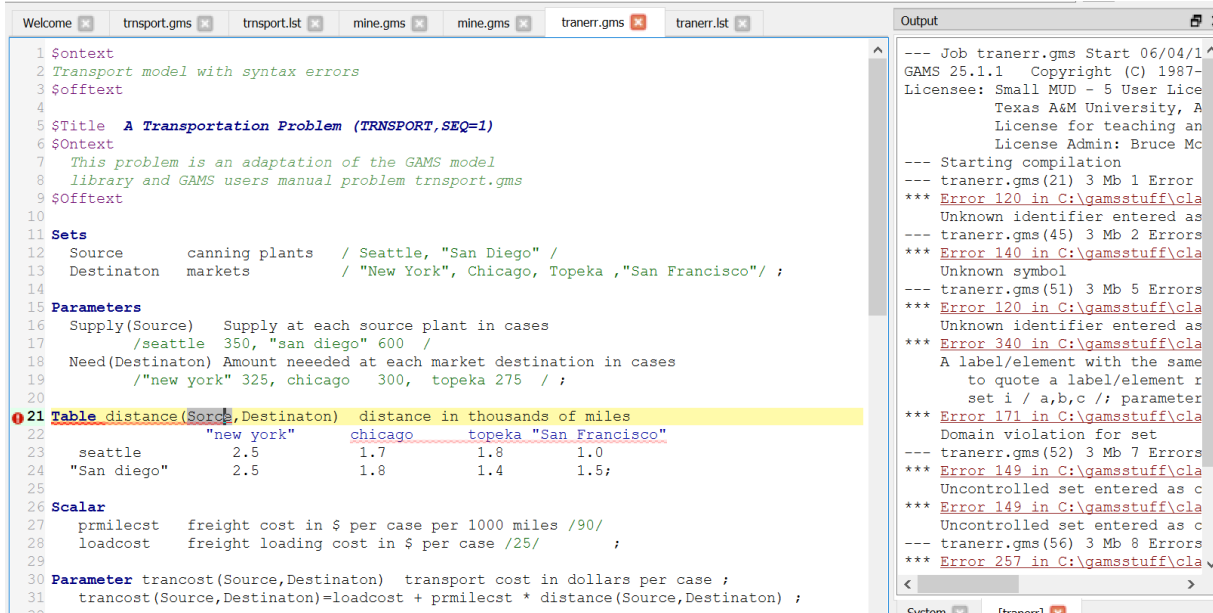 Welcome trnsport.gms trnsport.lst mine.gms mine.gms tranerr.gms tranerr.lst
1 $ontext
2 Transport model with syntax errors
3 $offtext
4
5 $Title A Transportation Problem (TRNSPORT,SEQ=1)
6 $Ontext
7 This problem is an adaptation of the GAMS model
8 library and GAMS users manual problem trnsport.gms
9 $Offtext
10
11 Sets
12 Source canning plants / Seattle, "San Diego" /
13 Destinaton markets / "New York", Chicago, Topeka ,"San Francisco"/ ;
14
15 Parameters
16 Supply(Source) Supply at each source plant in cases
17 /seattle 350, "san diego" 600 /
18 Need(Destinaton) Amount neeeded at each market destination in cases
19 /"new york" 325, chicago 300, topeka 275 / ;
20
21 Table distance(Sorce,Destinaton) distance in thousands of miles
22 "new york" chicago topeka "San Francisco"
23 seattle 2.5 1.7 1.8 1.0
24 "San diego" 2.5 1.8 1.4 1.5;
25
26 Scalar
27 prmilecst freight cost in $ per case per 1000 miles /90/
28 loadcost freight loading cost in $ per case /25/ ;
29
30 Parameter trancost(Source,Destinaton) transport cost in dollars per case ;
31 trancost(Source,Destinaton)=loadcost + prmilecst * distance(Source,Destinaton) ;
Output
--- Job tranerr.gms Start 06/04/1
GAMS 25.1.1 Copyright (C) 1987-
Licensee: Small MUD - 5 User Lice
Texas A&M University, A
License for teaching an
License Admin: Bruce Mc
--- Starting compilation
--- tranerr.gms(21) 3 Mb 1 Error
*** Error 120 in C:\gamsstuff\cla
Unknown identifier entered as
--- tranerr.gms(45) 3 Mb 2 Errors
*** Error 140 in C:\gamsstuff\cla
Unknown symbol
--- tranerr.gms(51) 3 Mb 5 Errors
*** Error 120 in C:\gamsstuff\cla
Unknown identifier entered as
*** Error 340 in C:\gamsstuff\cla
A label/element with the same
to quote a label/element r
set i / a,b,c /; parameter
*** Error 171 in C:\gamsstuff\cla
Domain violation for set
--- tranerr.gms(52) 3 Mb 7 Errors
*** Error 149 in C:\gamsstuff\cla
Uncontrolled set entered as c
*** Error 149 in C:\gamsstuff\cla
Uncontrolled set entered as c
--- tranerr.gms(56) 3 Mb 8 Errors
*** Error 257 in C:\gamsstuff\cla
System [tranerr]